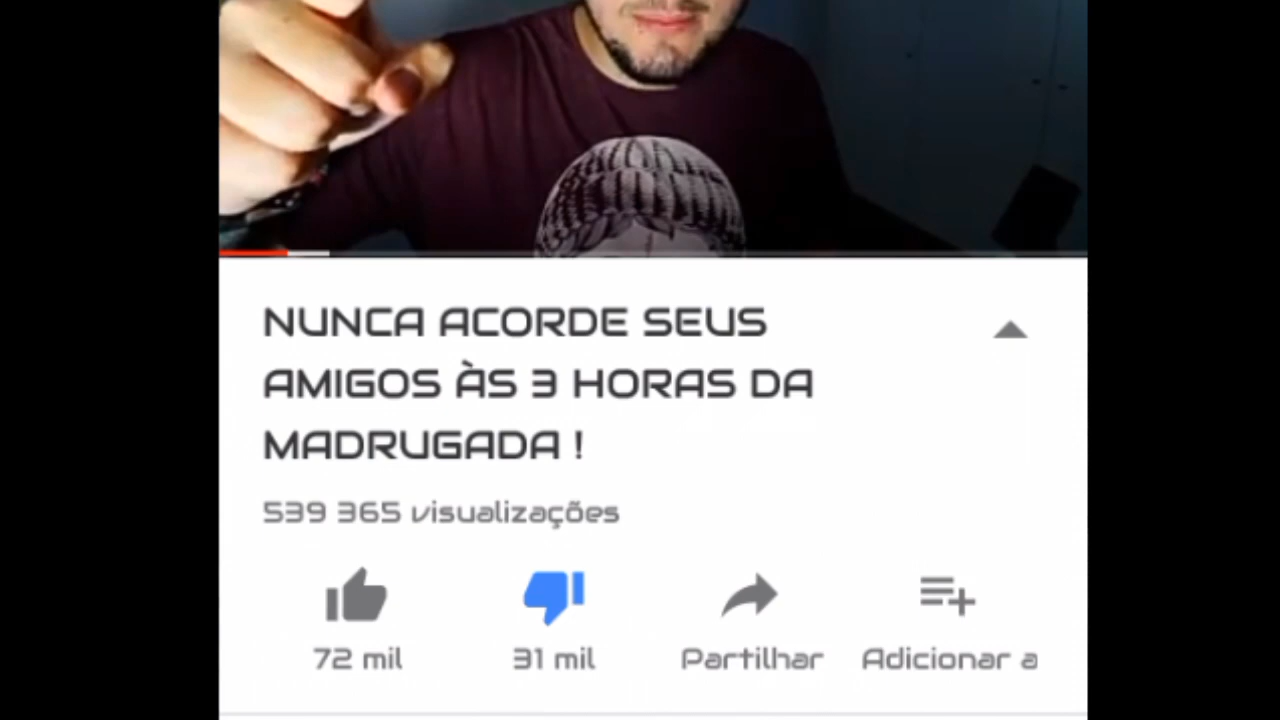 NUNCA ACORDE SEUS
AMIGOS ÀS 3 HORAS DA
MADRUGADA !
539 365 visualizações
72 mil 31 mil Partilhar Adicionar a